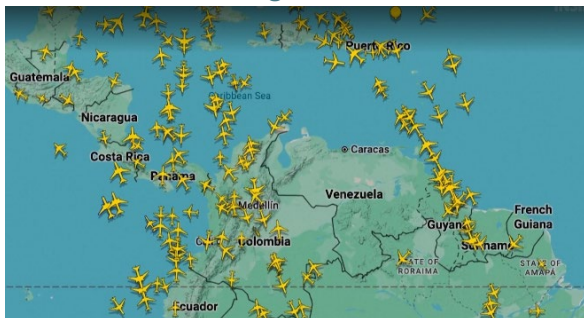 Puerto Rico
Guatemala
Caribbean Sea
Nicaragua
Caracas
Costa Rica
Panama
Venezuela
Medellín
French
Guiana
Guyana
Colombia
Suriname
STATE OF
RORAIMA
STATE OF
AMAPÁ
Ecuador